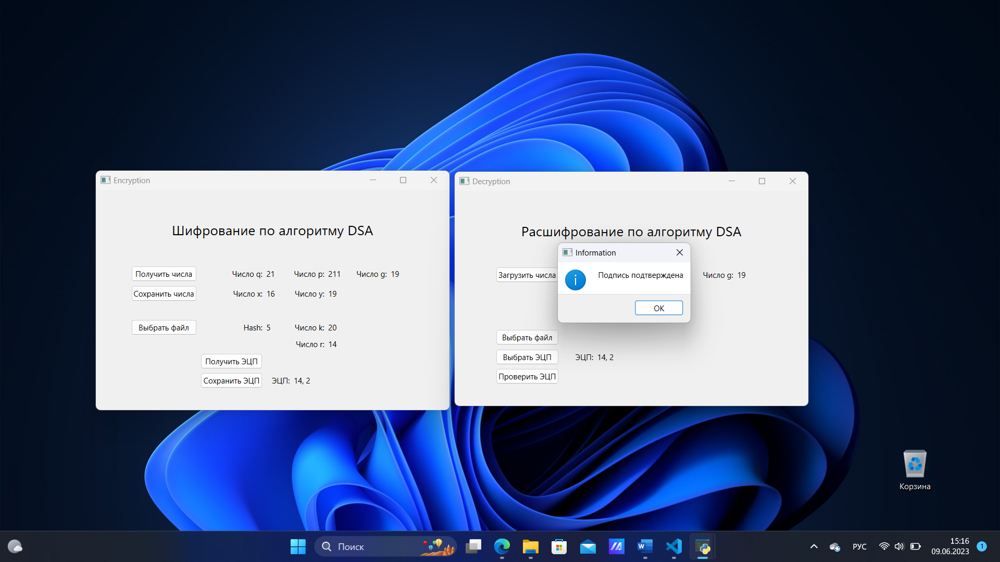 Encryption
Шифрование по алгоритму DSA
Получить числа
Число q: 21
Число p: 211
Число g: 19
Сохранить числа
Число x: 16
Число y: 19
Выбрать файл
Hash: 5
Число k: 20
Число r: 14
Получить ЭЦП
Сохранить ЭЦП
ЭЦП: 14, 2
Decryption
Расшифрование по алгоритму DSA
Загрузить числа
Число g: 19
Information
Подпись подтверждена
OK
Выбрать файл
Выбрать ЭЦП
ЭЦП: 14, 2
Проверить ЭЦП
Корзина
Поиск
РУС
15:16
09.06.2023
1